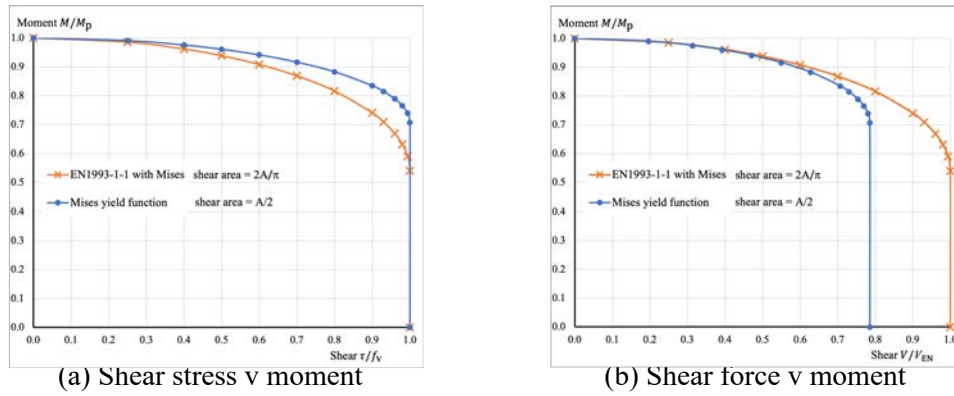 Moment M/Mp
1.0
0.9
0.8
0.7
0.6
0.5
0.4
0.3
0.2
0.1
0.0
EN1993-1-1 with Mises shear area = 2A/π
Mises yield function shear area = A/2
0.0 0.1 0.2 0.3 0.4 0.5 0.6 0.7 0.8 0.9 1.0
Shear τ/fv
(a) Shear stress v moment
Moment M/Mp
1.0
0.9
0.8
0.7
0.6
0.5
0.4
0.3
0.2
0.1
0.0
EN1993-1-1 with Mises shear area = 2A/π
Mises yield function shear area = A/2
0.0 0.1 0.2 0.3 0.4 0.5 0.6 0.7 0.8 0.9 1.0
Shear V/VEN
(b) Shear force v moment